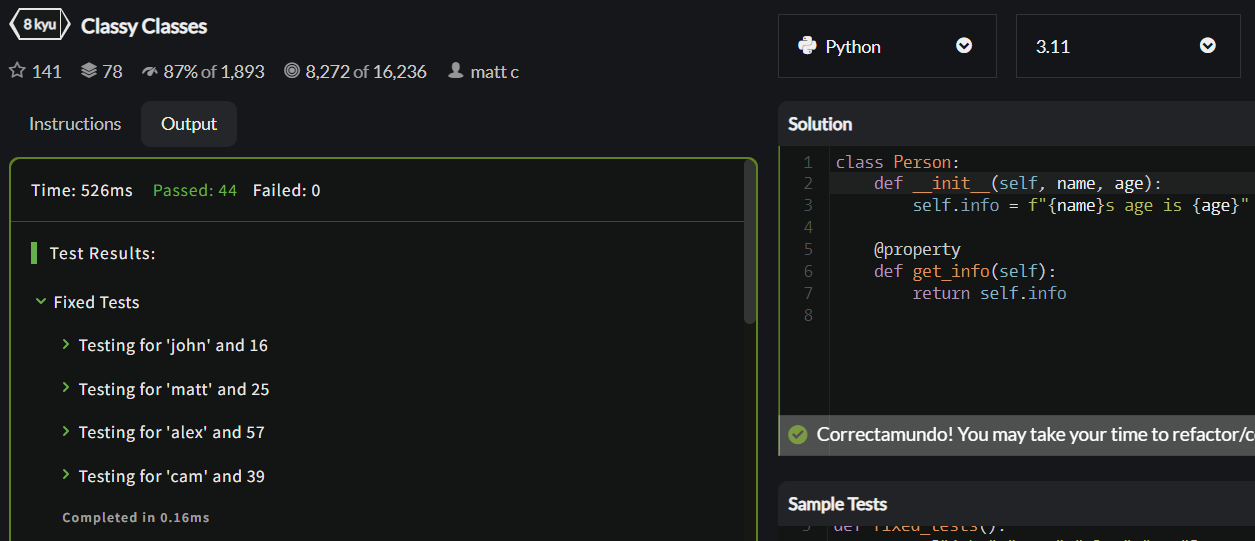 8 kyu Classy Classes
141 78 87% of 1,893 8,272 of 16,236 matt c
Instructions Output
Time: 526ms Passed: 44 Failed: 0
Test Results:
Fixed Tests
Testing for 'john' and 16
Testing for 'matt' and 25
Testing for 'alex' and 57
Testing for 'cam' and 39
Completed in 0.16ms
Python 3.11
Solution
1 class Person:
2     def __init__(self, name, age):
3         self.info = f"{name}s age is {age}"
4
5     @property
6     def get_info(self):
7         return self.info
8
Correctamundo! You may take your time to refactor/c
Sample Tests
def fixed_tests():